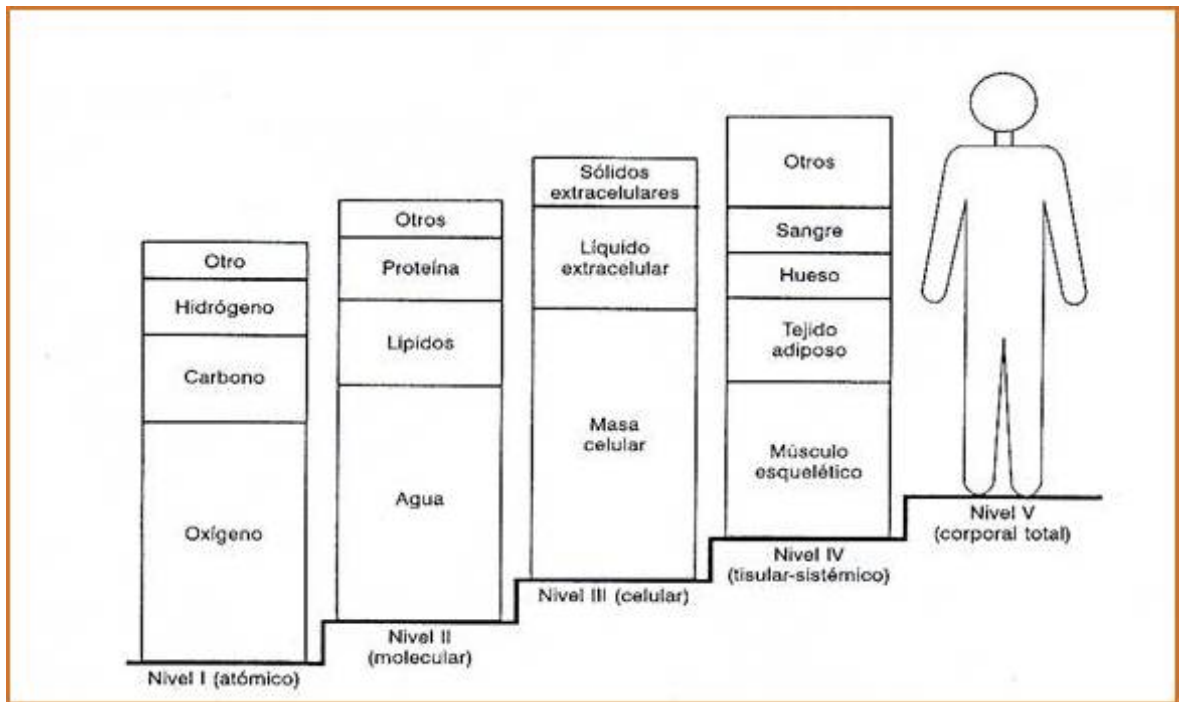 Otro
Hidrógeno
Carbono
Oxígeno
Nivel I (atómico)
Otros
Proteína
Lípidos
Agua
Nivel II
(molecular)
Sólidos
extracelulares
Líquido
extracelular
Masa
celular
Nivel III (celular)
Otros
Sangre
Hueso
Tejido
adiposo
Músculo
esquelético
Nivel IV
(tisular-sistémico)
Nivel V
(corporal total)